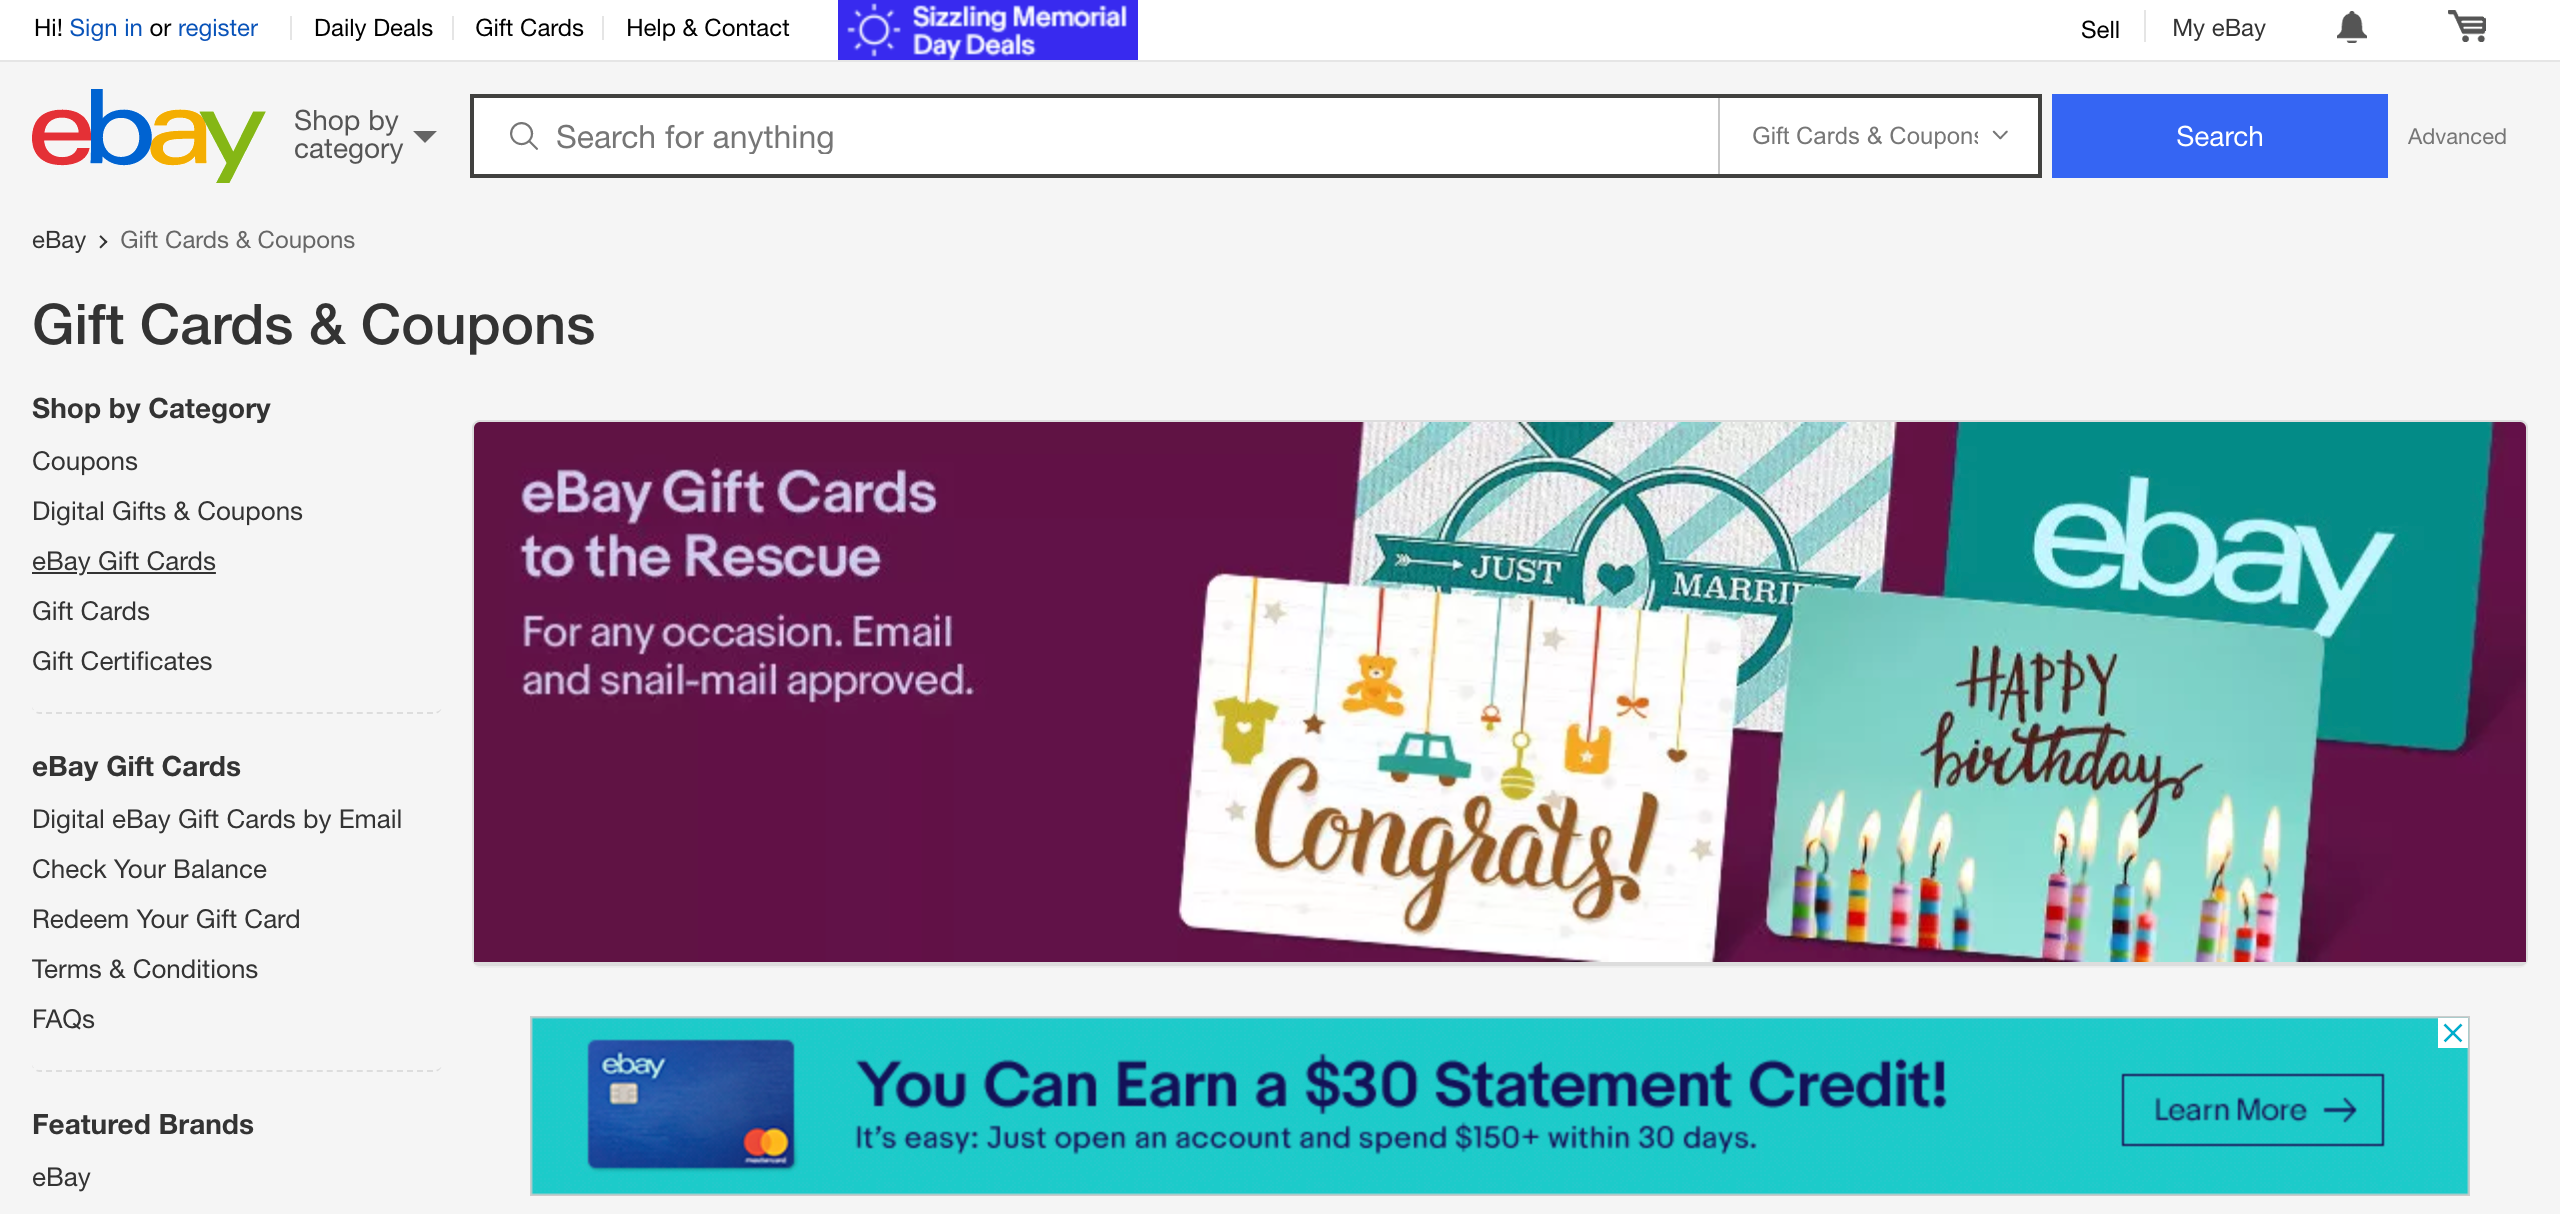 Hi! Sign in or register
Daily Deals
Gift Cards
Help & Contact
Sizzling Memorial
Day Deals
Sell
My eBay
ebay
Shop by
category
Search for anything
Gift Cards & Coupons
Search
Advanced
eBay > Gift Cards & Coupons
Gift Cards & Coupons
Shop by Category
Coupons
Digital Gifts & Coupons
eBay Gift Cards
Gift Cards
Gift Certificates
eBay Gift Cards
Digital eBay Gift Cards by Email
Check Your Balance
Redeem Your Gift Card
Terms & Conditions
FAQs
Featured Brands
eBay
eBay Gift Cards
to the Rescue
For any occasion. Email
and snail-mail approved.
JUST
MARRIE
ebay
Congrats!
HAPPY
birthday
ebay
mastercard
You Can Earn a $30 Statement Credit!
It's easy: Just open an account and spend $150+ within 30 days.
Learn More →